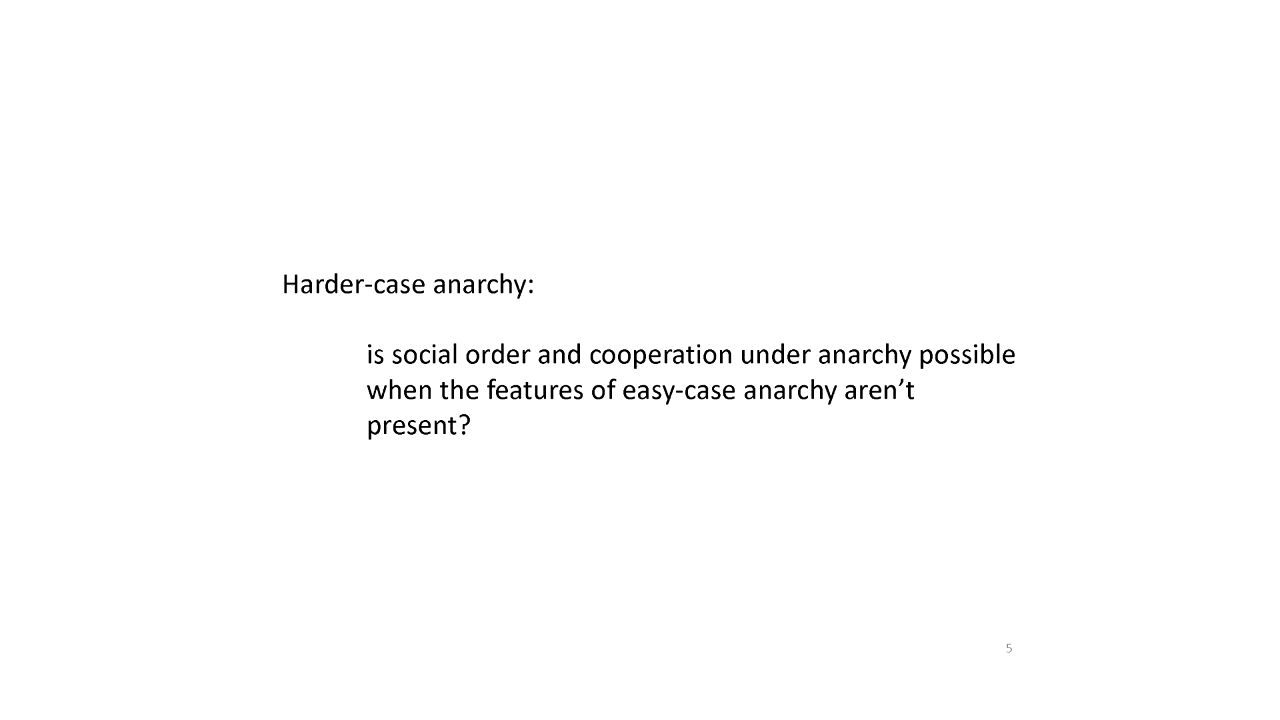 Harder-case anarchy:
is social order and cooperation under anarchy possible
when the features of easy-case anarchy aren’t
present?
5